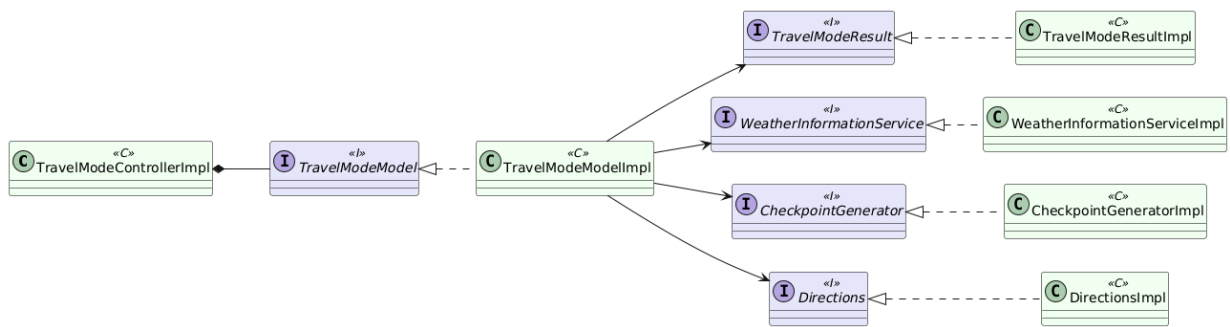 «I»
I TravelModeResult
«C»
C TravelModeResultImpl
«I»
I WeatherInformationService
«C»
C WeatherInformationServiceImpl
«C»
C TravelModeControllerImpl
«I»
I TravelModeModel
«C»
C TravelModeModelImpl
«I»
I CheckpointGenerator
«C»
C CheckpointGeneratorImpl
«I»
I Directions
«C»
C DirectionsImpl